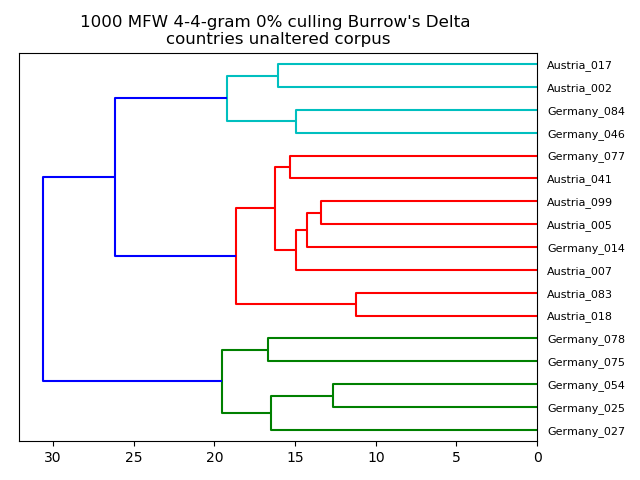 1000 MFW 4-4-gram 0% culling Burrow's Delta
countries unaltered corpus
Austria_017
Austria_002
Germany_084
Germany_046
Germany_077
Austria_041
Austria_099
Austria_005
Germany_014
Austria_007
Austria_083
Austria_018
Germany_078
Germany_075
Germany_054
Germany_025
Germany_027
30 25 20 15 10 5 0